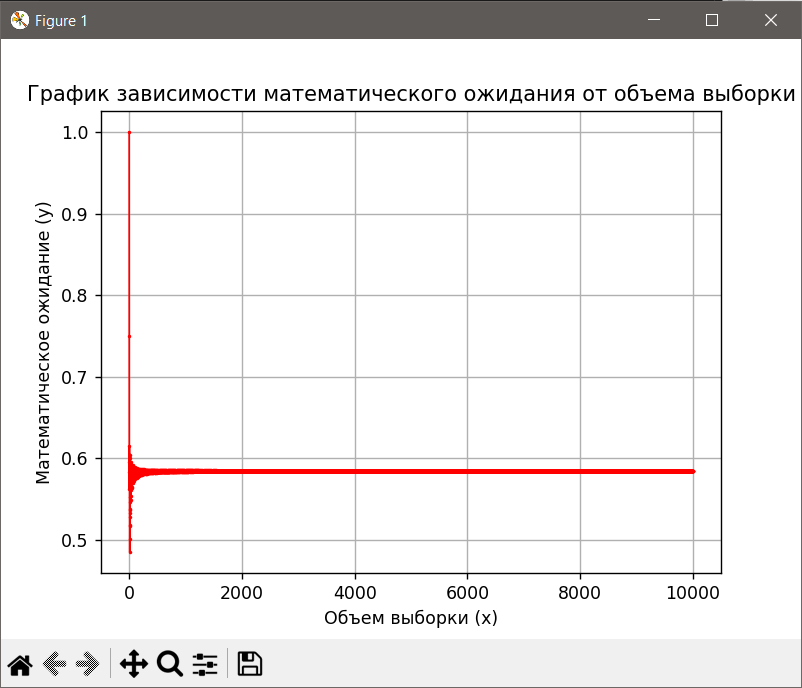 Figure 1
График зависимости математического ожидания от объема выборки
1.0
0.9
0.8
0.7
0.6
0.5
Математическое ожидание (y)
0 2000 4000 6000 8000 10000
Объем выборки (x)